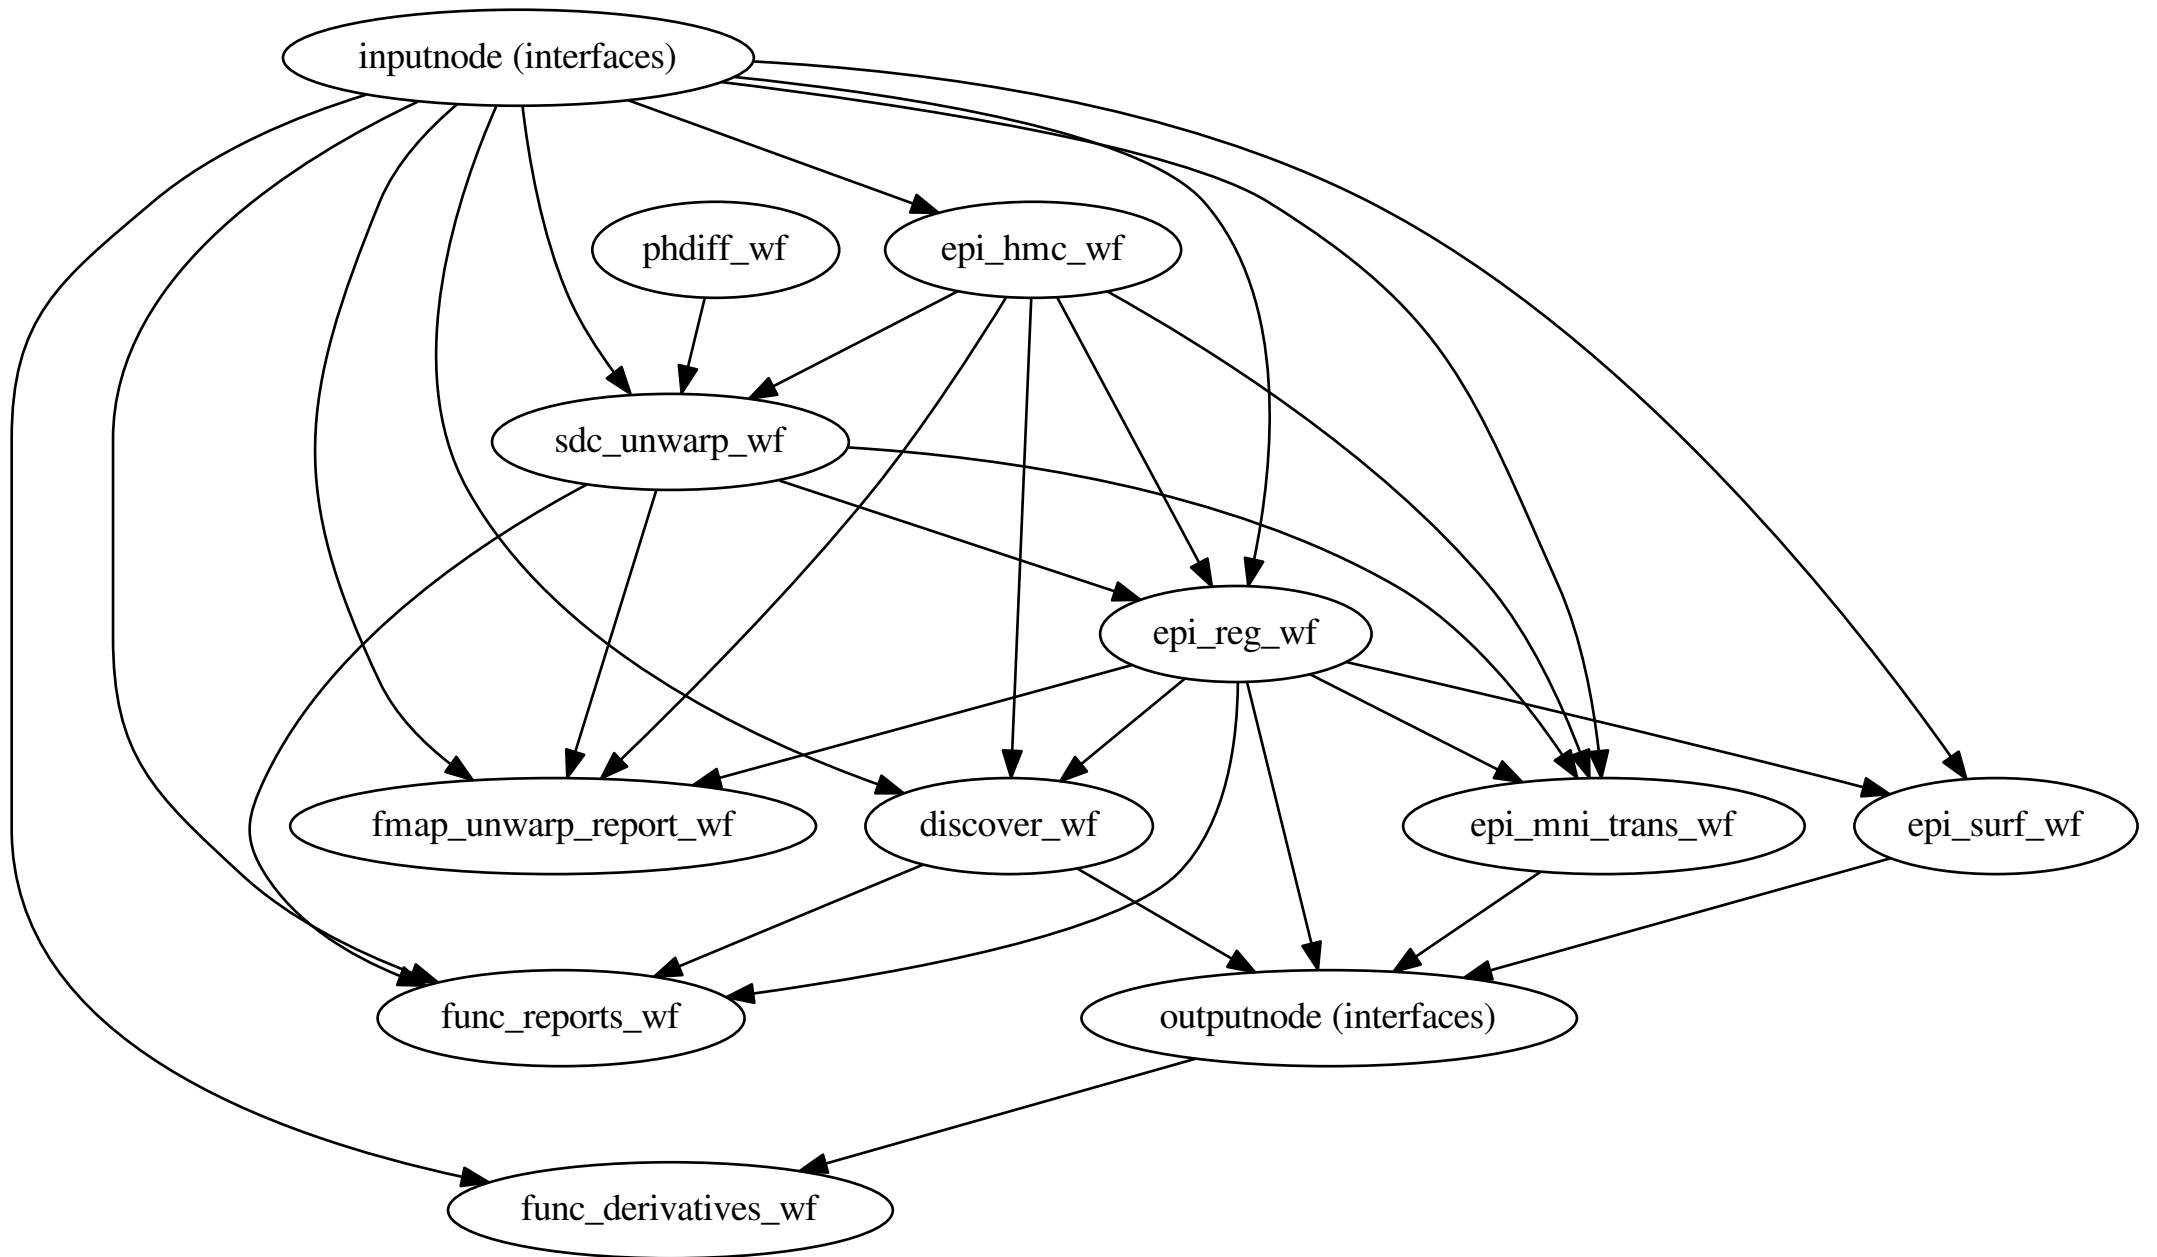 inputnode (interfaces)
phdiff_wf
epi_hmc_wf
sdc_unwarp_wf
epi_reg_wf
fmap_unwarp_report_wf
discover_wf
epi_mni_trans_wf
epi_surf_wf
func_reports_wf
outputnode (interfaces)
func_derivatives_wf